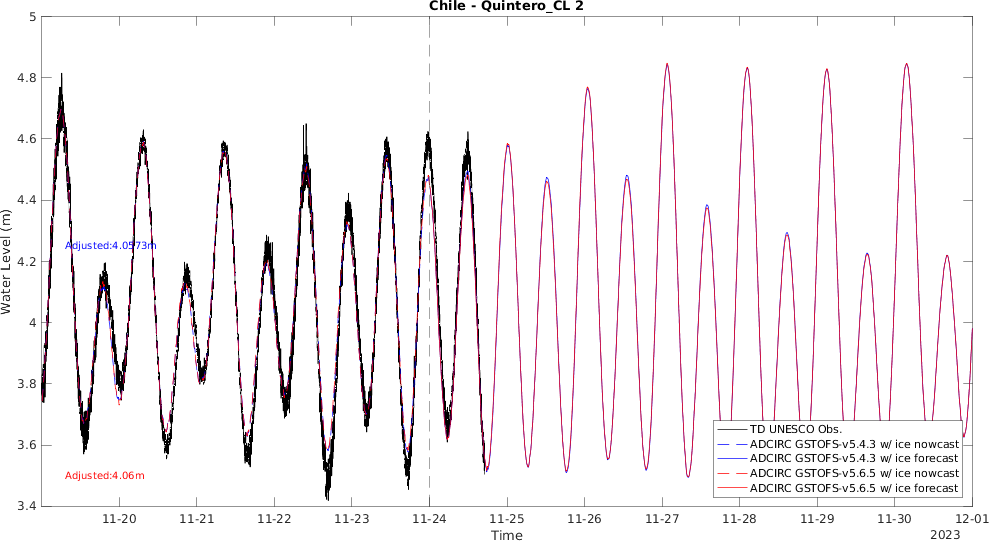 Chile - Quintero_CL 2
5
4.8
4.6
4.4
4.2
4
3.8
3.6
3.4
Water Level (m)
Adjusted:4.0573m
Adjusted:4.06m
TD UNESCO Obs.
ADCIRC GSTOFS-v5.4.3 w/ ice nowcast
ADCIRC GSTOFS-v5.4.3 w/ ice forecast
ADCIRC GSTOFS-v5.6.5 w/ ice nowcast
ADCIRC GSTOFS-v5.6.5 w/ ice forecast
11-20 11-21 11-22 11-23 11-24 11-25 11-26 11-27 11-28 11-29 11-30 12-01
Time
2023